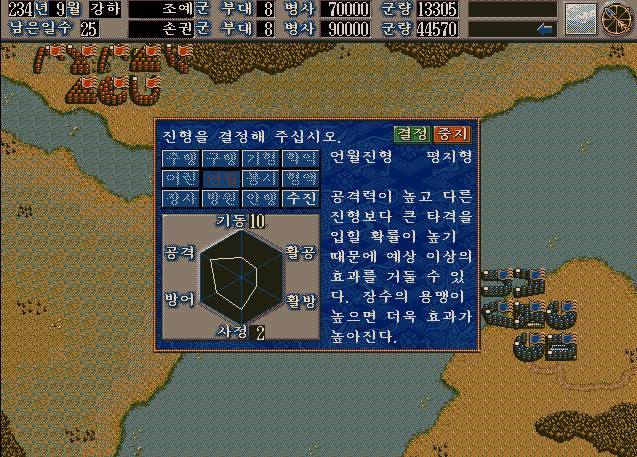 234년 9월 강하 조예군 부대 8 병사 70000 군량 13305
남은일수 25 손권군 부대 8 병사 90000 군량 44570
진형을 결정해 주십시오. 결정 중지
추행 구행 기형 학익
어린 언월 봉시 형액
장사 방원 안행 수진
언월진형 평지형
공격력이 높고 다른
진형보다 큰 타격을
입힐 확률이 높기
때문에 예상 이상의
효과를 거둘 수 있
다. 장수의 용맹이
높으면 더욱 효과가
높아진다.
기동10
공격 활공
방어 활방
사정 2